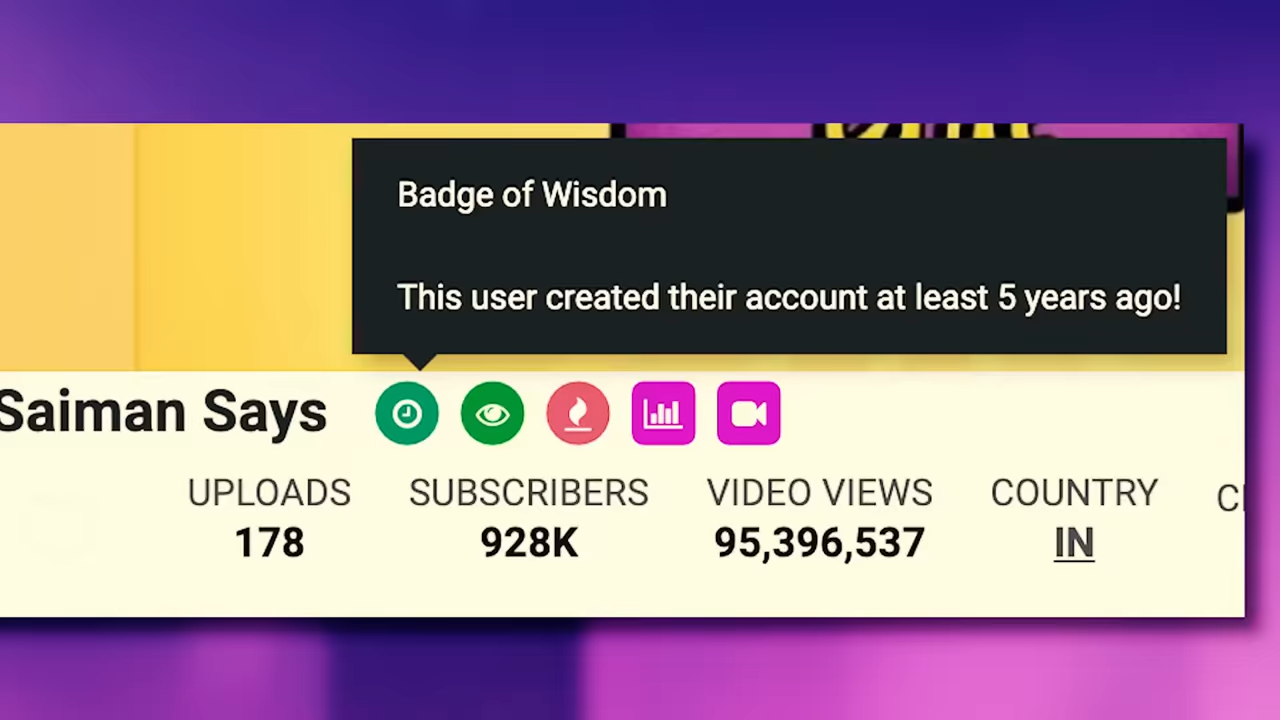 Badge of Wisdom
This user created their account at least 5 years ago!
Saiman Says
UPLOADS SUBSCRIBERS VIDEO VIEWS COUNTRY
178 928K 95,396,537 IN